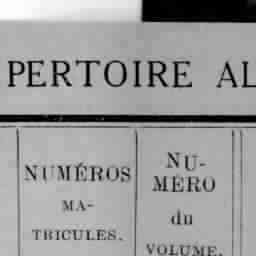 PERTOIRE AL
NUMÉROS
MA-
TRICULES.
NU-
MÉRO
du
VOLUME.